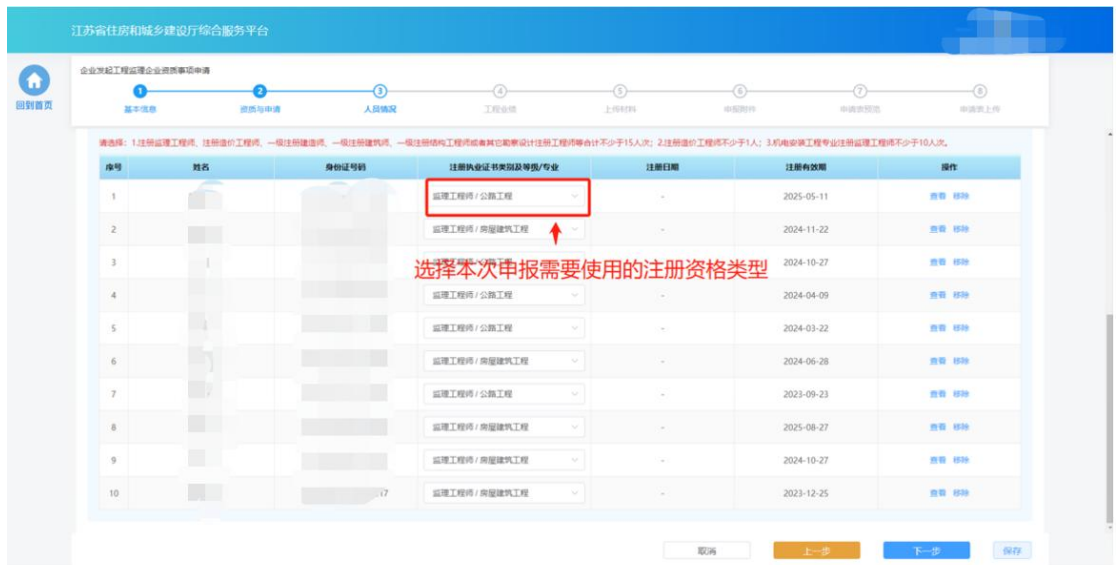 江苏省住房和城乡建设厅综合服务平台
回到首页
企业发起工程监理企业资质事项申请
1 2 3 4 5 6 7 8
基本信息 资质与申请 人员情况 工程业绩 上传材料 申报附件 申请表预览 申请表上传
请选择：1.注册监理工程师、注册造价工程师、一级注册建造师、一级注册建筑师、一级注册结构工程师或者其它勘察设计注册工程师等合计不少于15人次；2.注册造价工程师不少于1人；3.机电安装工程专业注册监理工程师不少于10人次。
序号 姓名 身份证号码 注册执业证书类别及等级/专业 注册日期 注册有效期 操作
1 监理工程师 / 公路工程 - 2025-05-11 查看 移除
2 监理工程师 / 房屋建筑工程 - 2024-11-22 查看 移除
3 - 2024-10-27 查看 移除
选择本次申报需要使用的注册资格类型
4 监理工程师 / 公路工程 - 2024-04-09 查看 移除
5 监理工程师 / 公路工程 - 2024-03-22 查看 移除
6 监理工程师 / 房屋建筑工程 - 2024-06-28 查看 移除
7 监理工程师 / 公路工程 - 2023-09-23 查看 移除
8 监理工程师 / 房屋建筑工程 - 2025-08-27 查看 移除
9 监理工程师 / 房屋建筑工程 - 2024-10-27 查看 移除
10 17 监理工程师 / 房屋建筑工程 - 2023-12-25 查看 移除
取消 上一步 下一步 保存